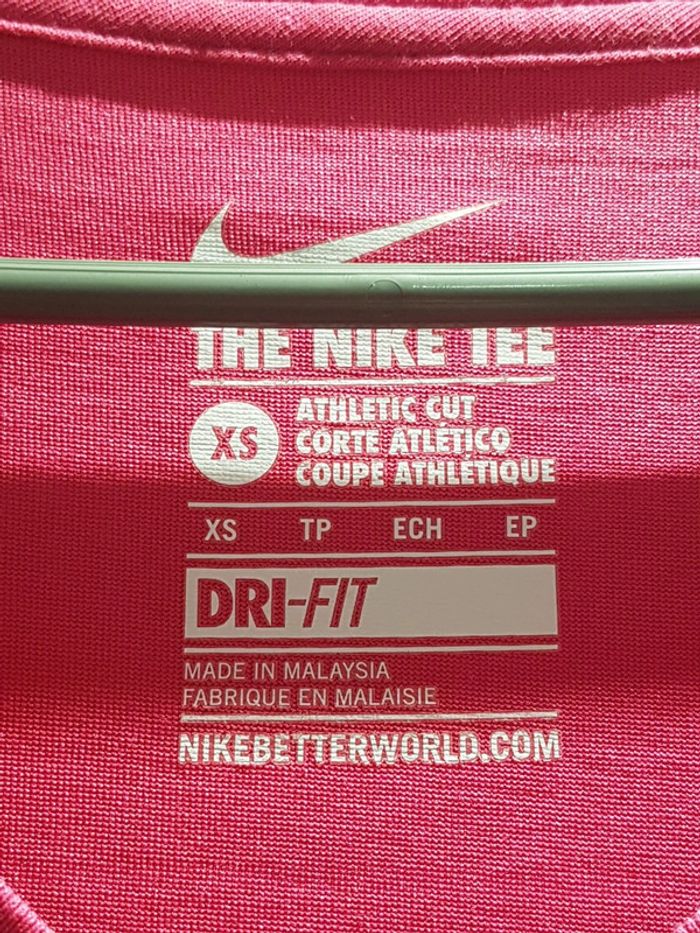 THE NIKE TEE
XS
ATHLETIC CUT
CORTE ATLÉTICO
COUPE ATHLÉTIQUE
XS TP ECH EP
DRI-FIT
MADE IN MALAYSIA
FABRIQUE EN MALAISIE
NIKEBETTERWORLD.COM